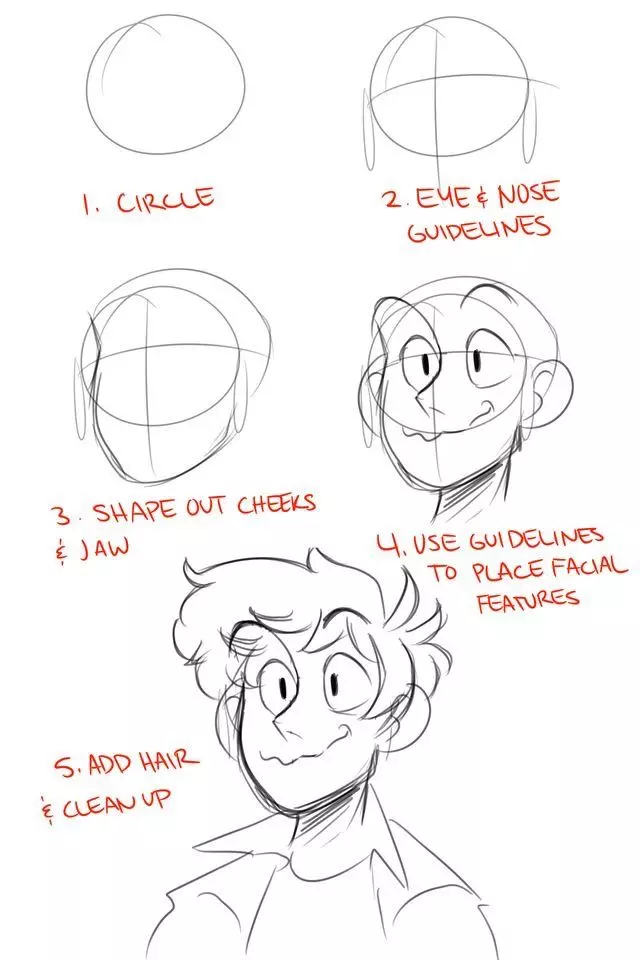 1. CIRCLE
2. EYE & NOSE
GUIDELINES
3. SHAPE OUT CHEEKS
& JAW
4. USE GUIDELINES
TO PLACE FACIAL
FEATURES
5. ADD HAIR
& CLEAN UP